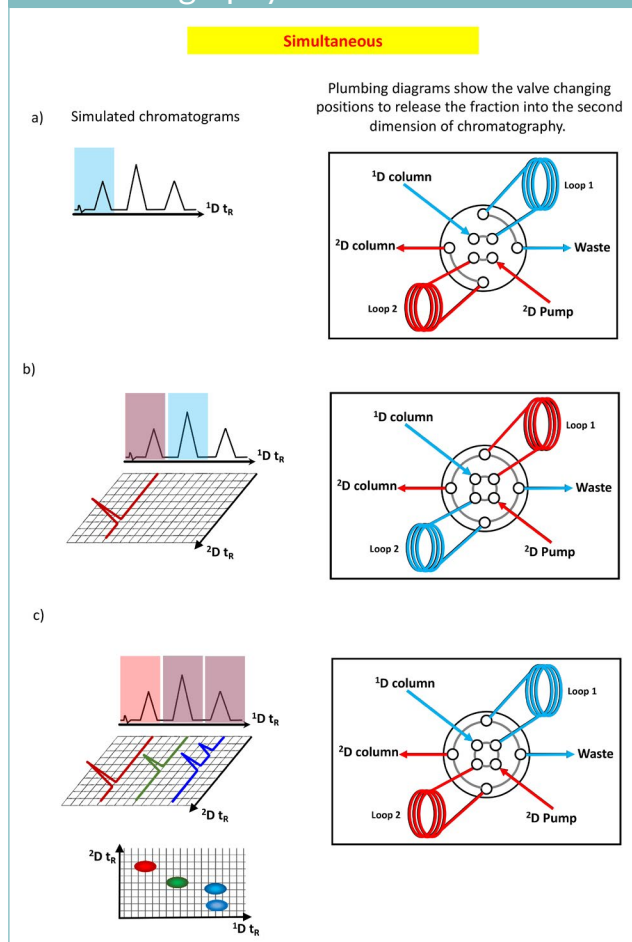 Simultaneous
Plumbing diagrams show the valve changing
positions to release the fraction into the second
dimension of chromatography.
a) Simulated chromatograms
¹D tR
¹D column
Loop 1
²D column
Waste
Loop 2
²D Pump
b)
¹D tR
²D tR
¹D column
Loop 1
²D column
Waste
Loop 2
²D Pump
c)
¹D tR
²D tR
²D tR
¹D tR
¹D column
Loop 1
²D column
Waste
Loop 2
²D Pump